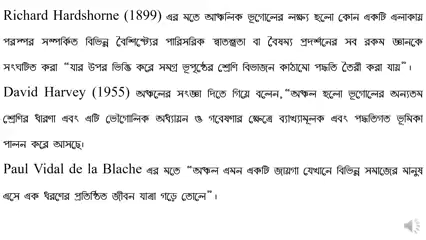 Richard Hardshorne (1899) এর মতে আঞ্চলিক ভূগোলের লক্ষ্য হলো কোন একটি এলাকায়
পরস্পর সম্পর্কিত বিভিন্ন বৈশিষ্ট্যের পারিসরিক স্বাতন্ত্র্যতা বা বৈষম্য প্রদর্শনের সব রকম জ্ঞানকে
সংঘটিত করা “যার উপর ভিত্তি করে সমগ্র ভূপৃষ্ঠের শ্রেণি বিভাজন কাঠামো পদ্ধতি তৈরী করা যায়”।
David Harvey (1955) অঞ্চলের সংজ্ঞা দিতে গিয়ে বলেন, “অঞ্চল হলো ভূগোলের অন্যতম
শ্রেণির ধারণা এবং এটি ভৌগোলিক অধ্যায়ন ও গবেষণার ক্ষেত্রে ব্যাখ্যামূলক এবং পদ্ধতিগত ভূমিকা
পালন করে আসছে।
Paul Vidal de la Blache এর মতে “অঞ্চল এমন একটি জায়গা যেখানে বিভিন্ন সমাজের মানুষ
এসে এক ধরণের প্রতিষ্ঠিত জীবন যাত্রা গড়ে তোলে”।